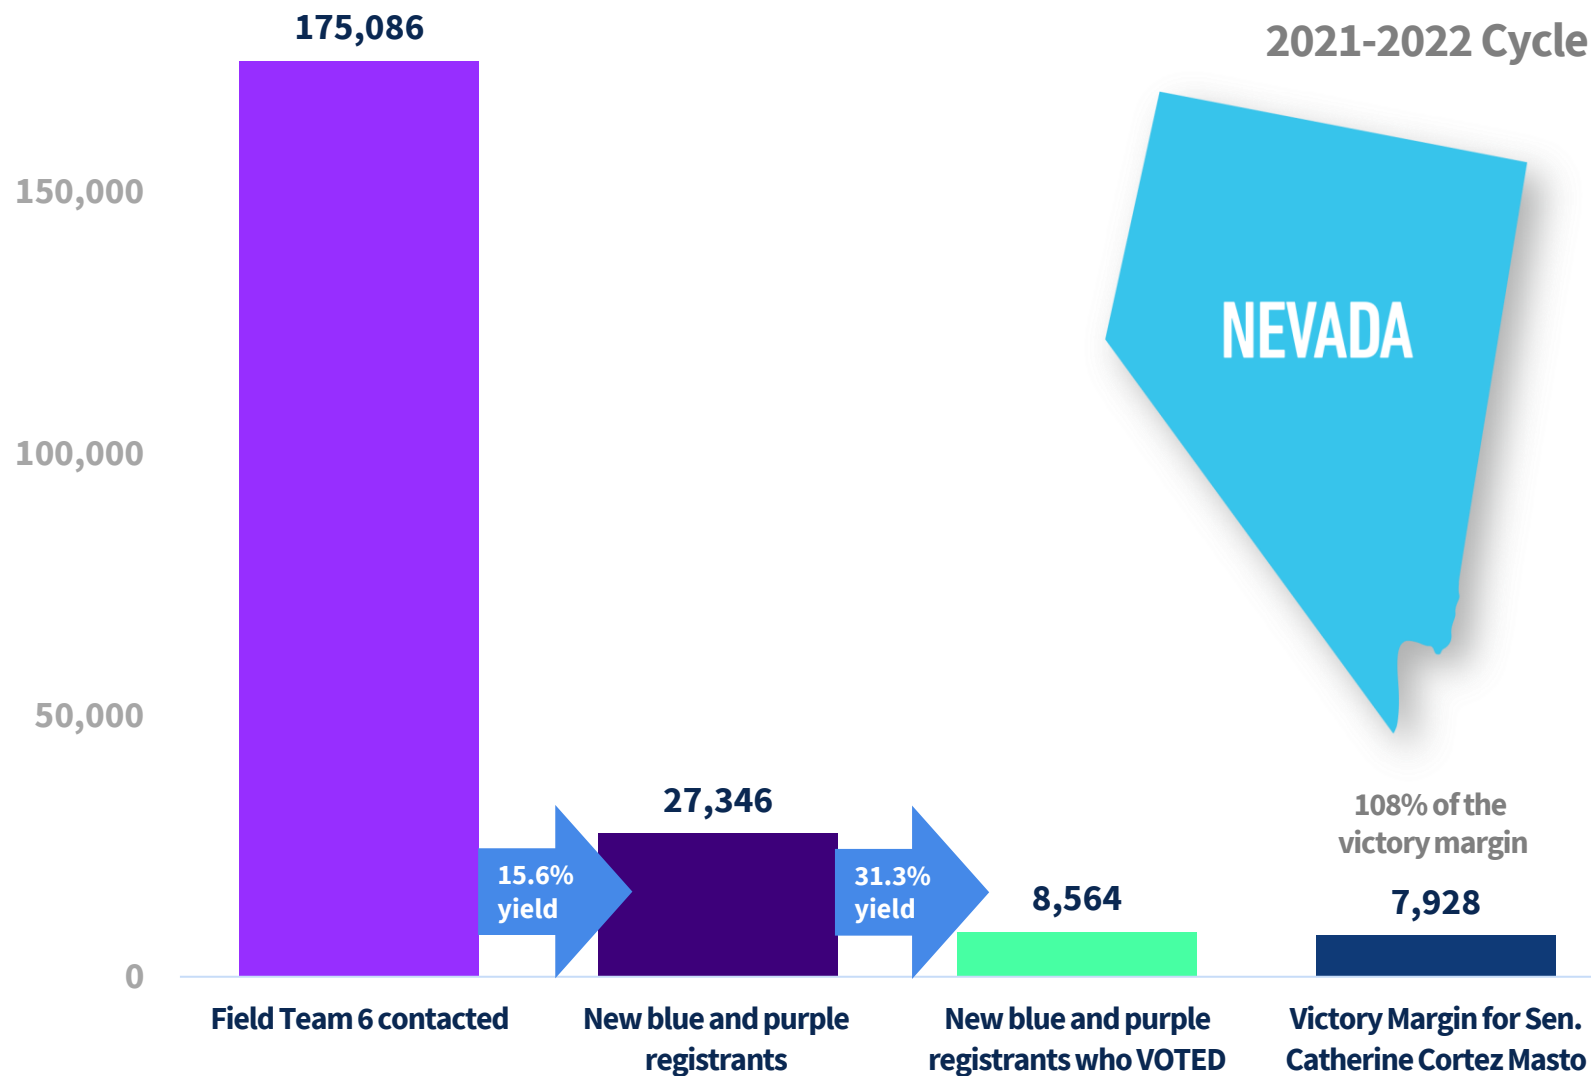 2021-2022 Cycle
175,086
150,000
100,000
50,000
0
NEVADA
27,346
108% of the
victory margin
15.6%
yield
31.3%
yield
8,564
7,928
Field Team 6 contacted
New blue and purple
registrants
New blue and purple
registrants who VOTED
Victory Margin for Sen.
Catherine Cortez Masto